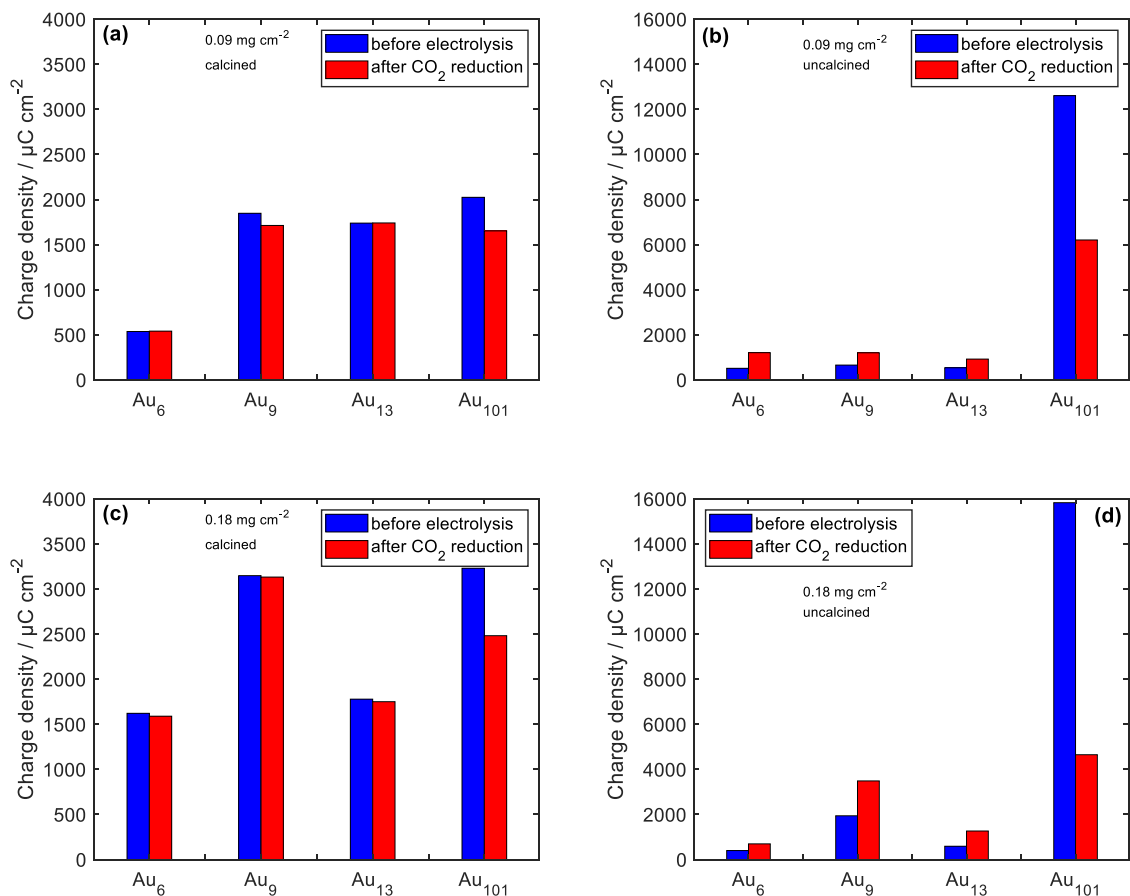 (a)
0.09 mg cm⁻²
calcined
before electrolysis
after CO₂ reduction
Charge density / µC cm⁻²
4000
3500
3000
2500
2000
1500
1000
500
0
Au₆ Au₉ Au₁₃ Au₁₀₁
(b)
0.09 mg cm⁻²
uncalcined
before electrolysis
after CO₂ reduction
Charge density / µC cm⁻²
16000
14000
12000
10000
8000
6000
4000
2000
0
Au₆ Au₉ Au₁₃ Au₁₀₁
(c)
0.18 mg cm⁻²
calcined
before electrolysis
after CO₂ reduction
Charge density / µC cm⁻²
4000
3500
3000
2500
2000
1500
1000
500
0
Au₆ Au₉ Au₁₃ Au₁₀₁
before electrolysis
after CO₂ reduction
(d)
0.18 mg cm⁻²
uncalcined
Charge density / µC cm⁻²
16000
14000
12000
10000
8000
6000
4000
2000
0
Au₆ Au₉ Au₁₃ Au₁₀₁